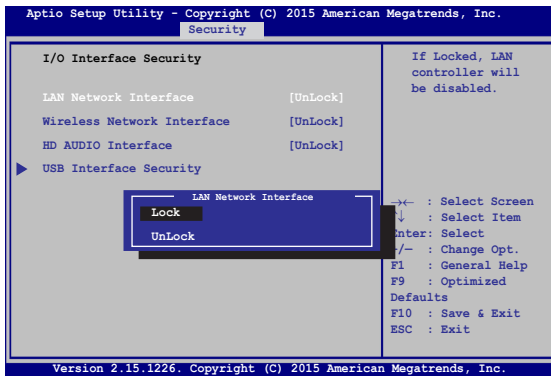 Aptio Setup Utility - Copyright (C) 2015 American Megatrends, Inc.
Security
I/O Interface Security
LAN Network Interface [UnLock]
Wireless Network Interface [UnLock]
HD AUDIO Interface [UnLock]
USB Interface Security
If Locked, LAN
controller will
be disabled.
LAN Network Interface
Lock
UnLock
→← : Select Screen
↓ : Select Item
Enter: Select
/— : Change Opt.
F1 : General Help
F9 : Optimized
Defaults
F10 : Save & Exit
ESC : Exit
Version 2.15.1226. Copyright (C) 2015 American Megatrends, Inc.